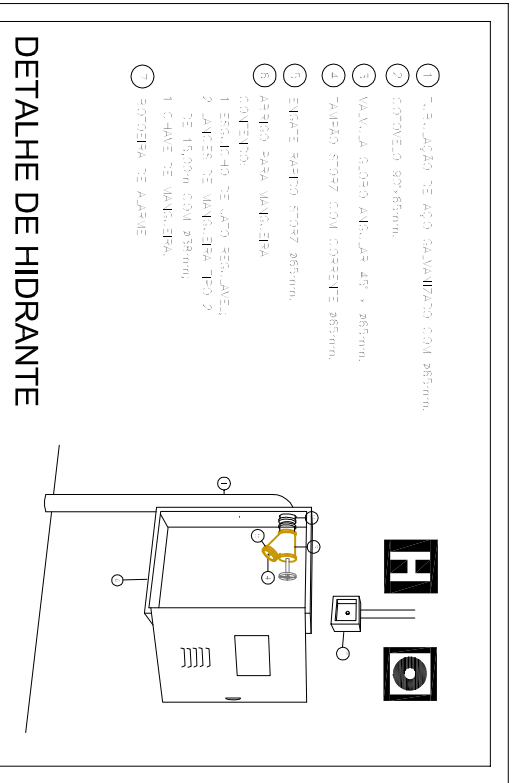 1 TUBULAÇÃO DE AÇO GALVANIZADO COM ø65mm.
2 COTOVELO 90°x65mm.
3 VALVULA GLOBO ANGULAR 45° x ø65mm.
4 TAMPÃO STORZ COM CORRENTE ø65mm.
5 ENGATE RAPIDO STORZ ø65mm.
6 ABRIGO PARA MANGUEIRA
CONTENDO:
1 ESGUICHO DE JATO REGULAVEL;
2 LANCES DE MANGUEIRA TIPO 2
DE 15,00m COM ø38mm;
1 CHAVE DE MANGUEIRA.
7 BOTOEIRA DE ALARME
DETALHE DE HIDRANTE
H
1
4